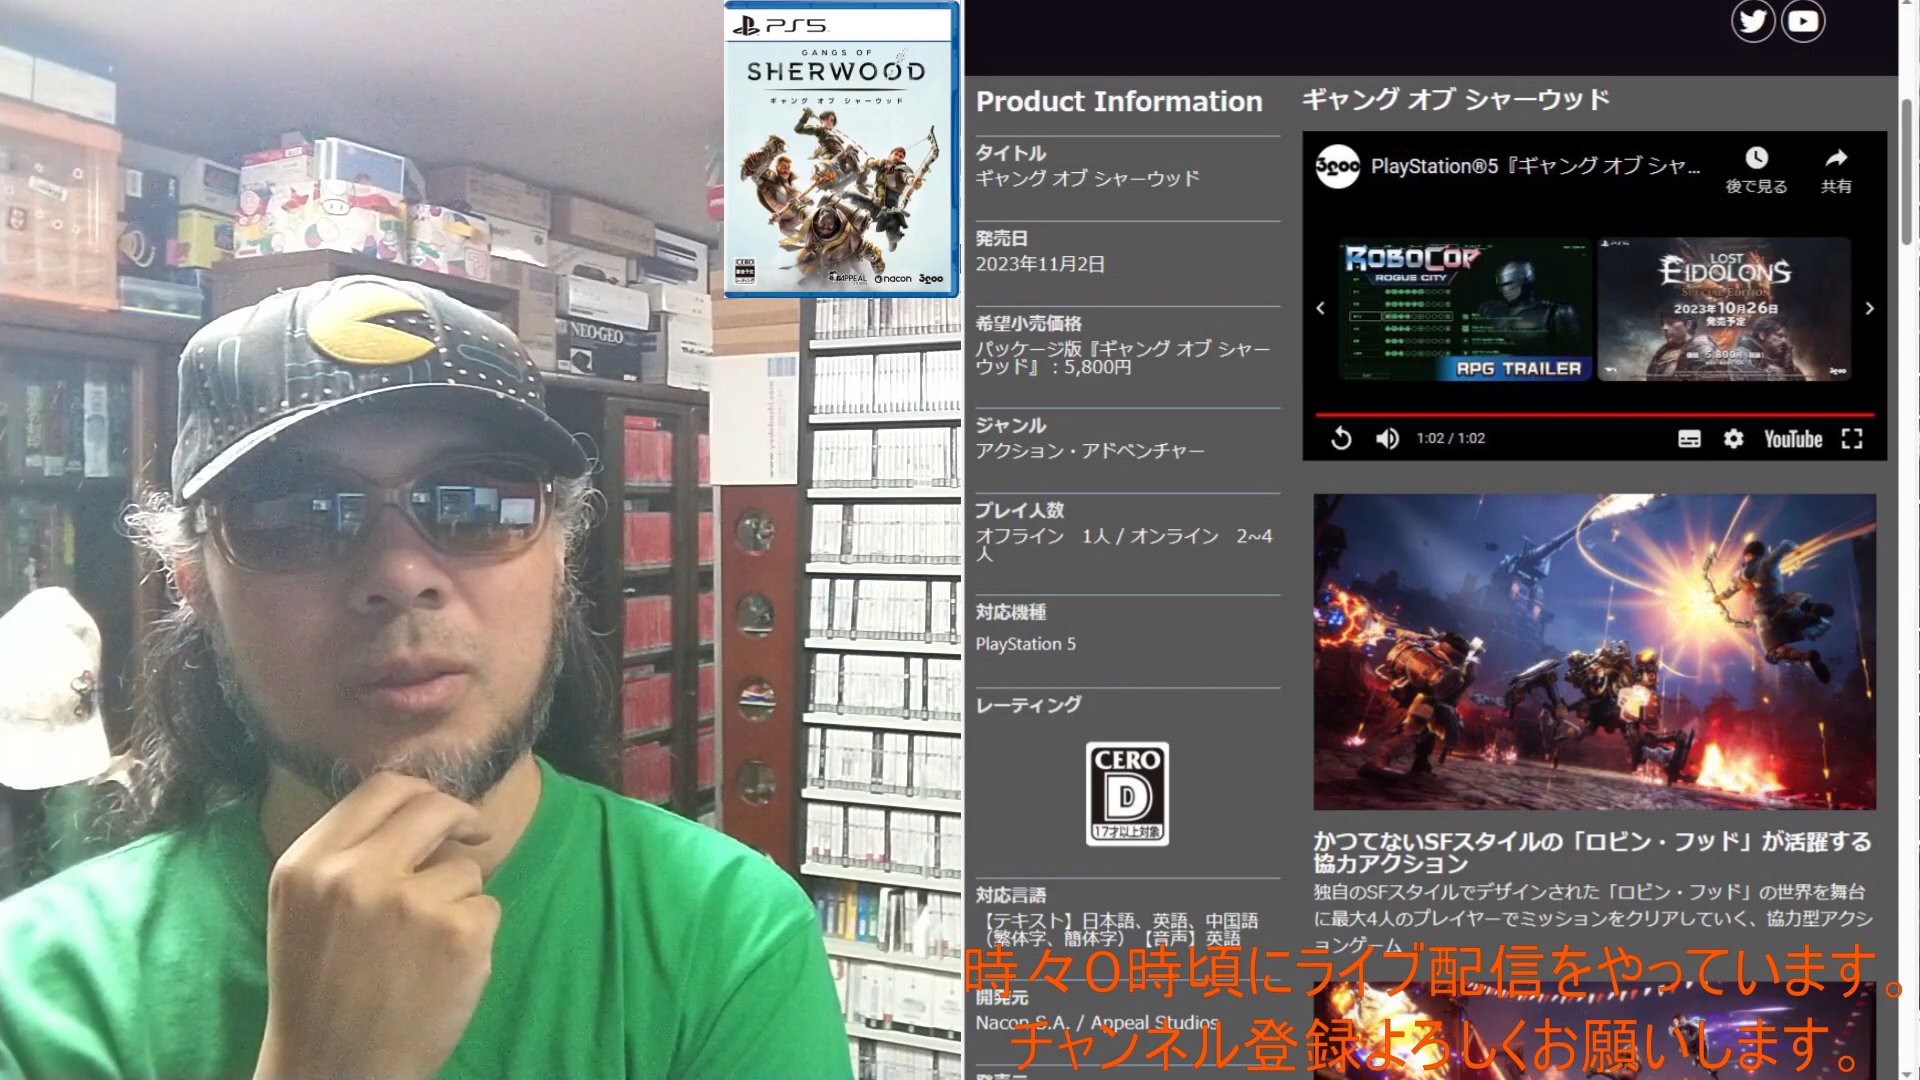 PS5
GANGS OF
SHERWOOD
ギャング オブ シャーウッド
CERO
APPEAL
nacon
3goo
NEO-GEO
Product Information
タイトル
ギャング オブ シャーウッド
発売日
2023年11月2日
希望小売価格
パッケージ版『ギャング オブ シャー
ウッド』：5,800円
ジャンル
アクション・アドベンチャー
プレイ人数
オフライン　1人 / オンライン　2~4
人
対応機種
PlayStation 5
レーティング
CERO
D
17才以上対象
対応言語
【テキスト】日本語、英語、中国語
（繁体字、簡体字）【音声】英語
開発元
Nacon S.A. / Appeal Studios
ギャング オブ シャーウッド
3goo
PlayStation®5『ギャング オブ シャ...
後で見る
共有
ROBOCOP
ROGUE CITY
RPG TRAILER
PS5
LOST
EIDOLONS
SPECIAL EDITION
2023年10月26日
発売予定
3goo
1:02 / 1:02
YouTube
かつてないSFスタイルの「ロビン・フッド」が活躍する
協力アクション
独自のSFスタイルでデザインされた「ロビン・フッド」の世界を舞台
に最大4人のプレイヤーでミッションをクリアしていく、協力型アクシ
ョンゲーム
時々０時頃にライブ配信をやっています。
チャンネル登録よろしくお願いします。